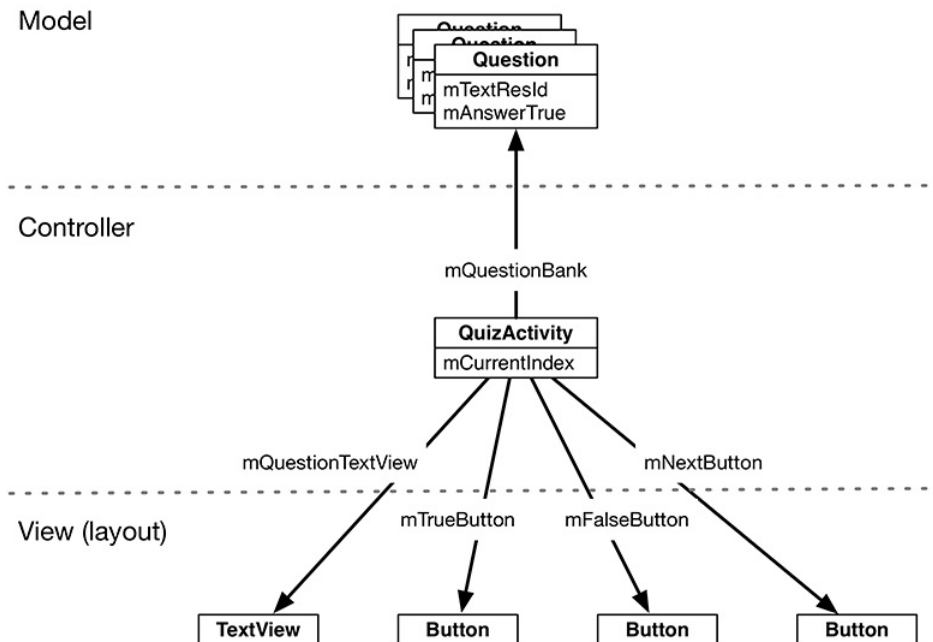 Model
Question
Question
Question
m
mTextResId
m
mAnswerTrue
Controller
mQuestionBank
QuizActivity
mCurrentIndex
mQuestionTextView
mNextButton
mTrueButton
mFalseButton
View (layout)
TextView
Button
Button
Button